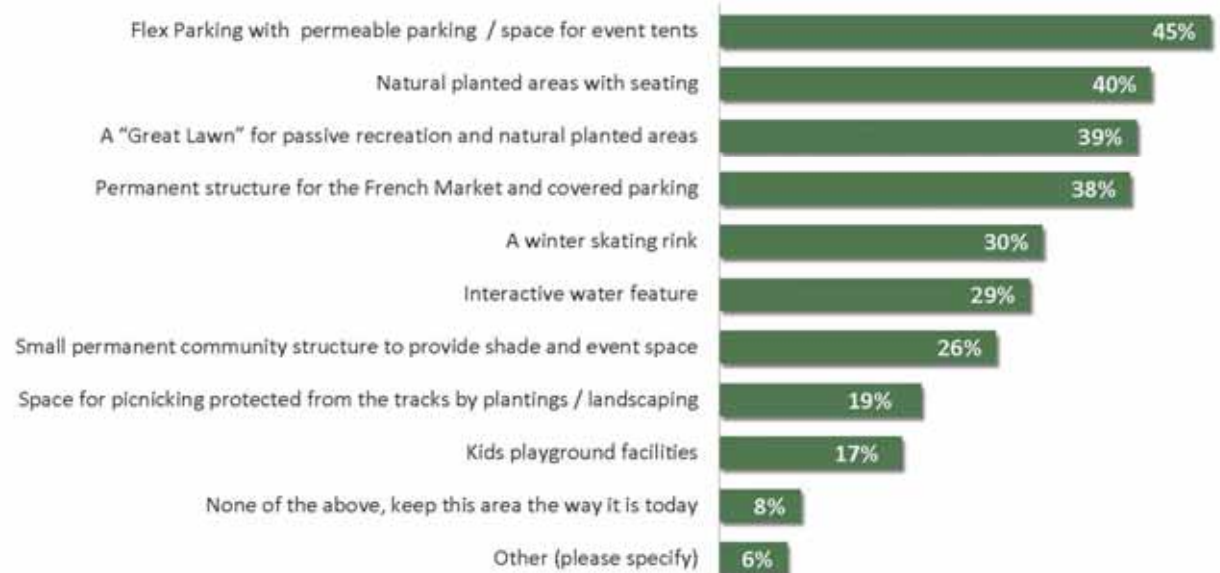 Flex Parking with permeable parking / space for event tents 45%
Natural planted areas with seating 40%
A “Great Lawn” for passive recreation and natural planted areas 39%
Permanent structure for the French Market and covered parking 38%
A winter skating rink 30%
Interactive water feature 29%
Small permanent community structure to provide shade and event space 26%
Space for picnicking protected from the tracks by plantings / landscaping 19%
Kids playground facilities 17%
None of the above, keep this area the way it is today 8%
Other (please specify) 6%